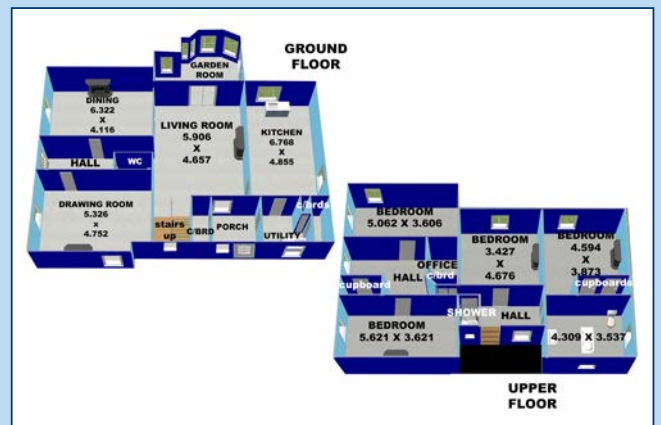 GROUND
FLOOR
GARDEN
ROOM
DINING
6.322
X
4.116
LIVING ROOM
5.906
X
4.657
KITCHEN
6.768
X
4.855
HALL
WC
DRAWING ROOM
5.326
x
4.752
stairs
up
C/BRD
PORCH
UTILITY
c/brds
BEDROOM
5.062 X 3.606
BEDROOM
3.427
X
4.676
BEDROOM
4.594
X
3.873
OFFICE
c/brd
HALL
cupboard
cupboards
SHOWER
HALL
BEDROOM
5.621 X 3.621
4.309 X 3.537
UPPER
FLOOR